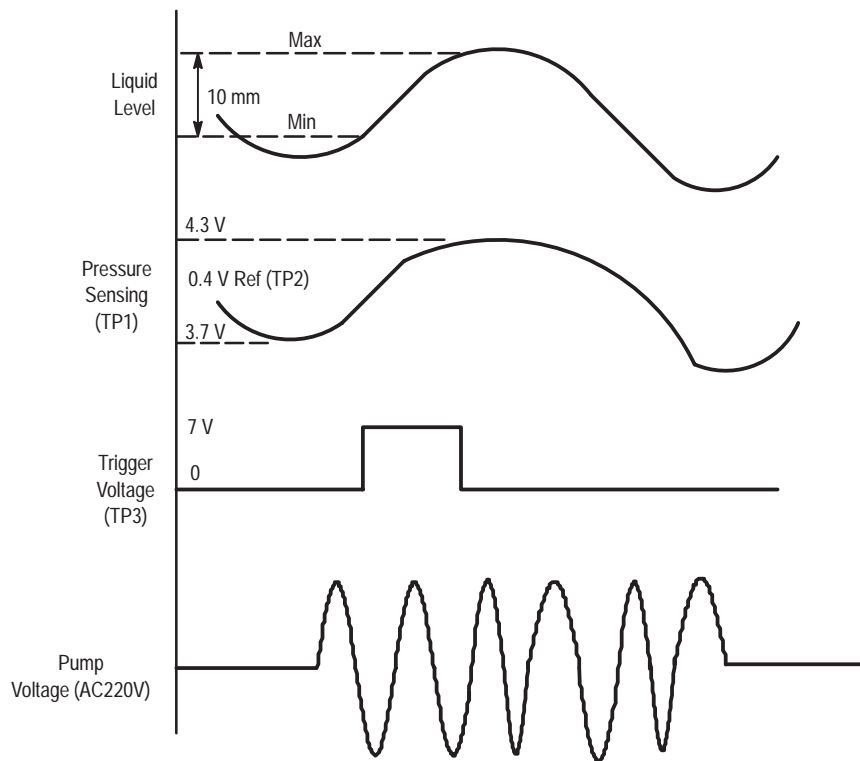 Max
Liquid
Level
10 mm
Min
4.3 V
Pressure
Sensing
(TP1)
0.4 V Ref (TP2)
3.7 V
7 V
Trigger
Voltage
(TP3)
0
Pump
Voltage (AC220V)